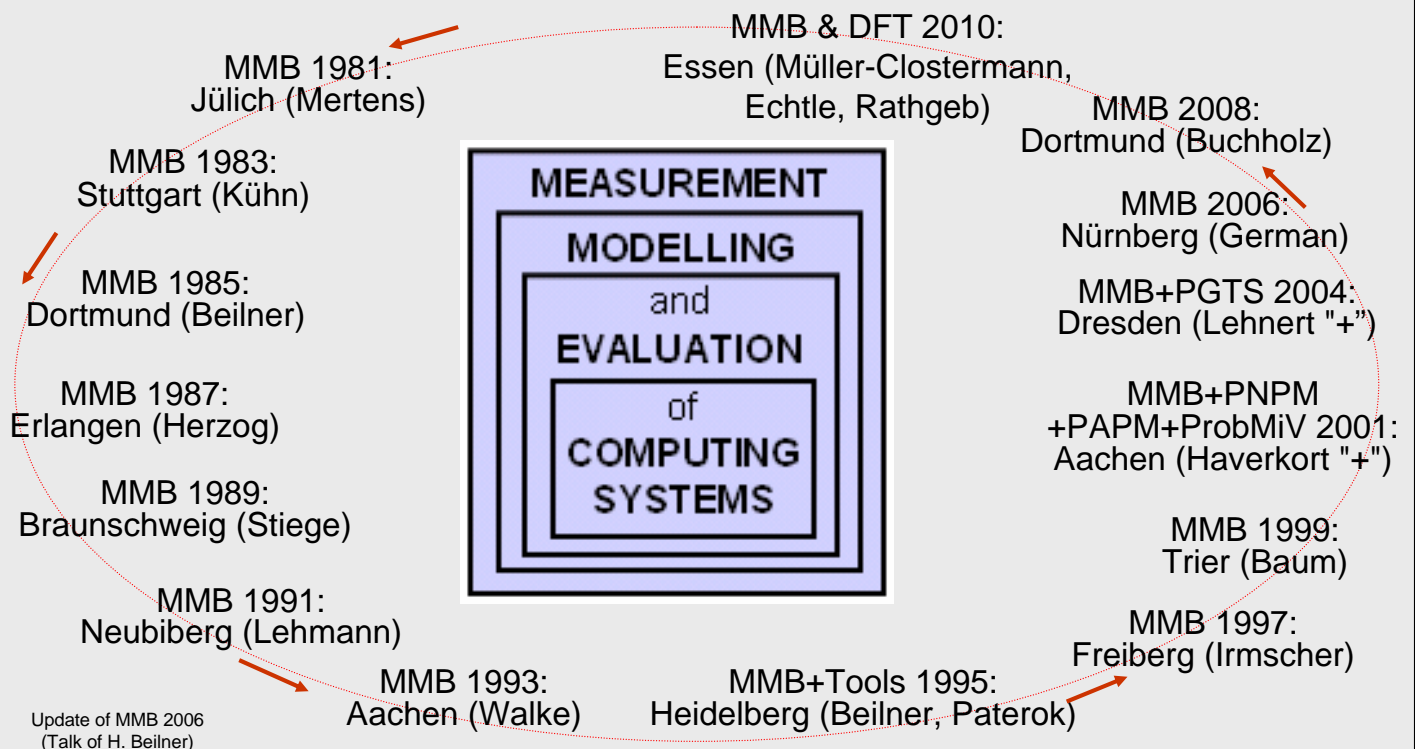 MMB 1981:
Jülich (Mertens)
MMB 1983:
Stuttgart (Kühn)
MMB 1985:
Dortmund (Beilner)
MMB 1987:
Erlangen (Herzog)
MMB 1989:
Braunschweig (Stiege)
MMB 1991:
Neubiberg (Lehmann)
MMB 1993:
Aachen (Walke)
MMB+Tools 1995:
Heidelberg (Beilner, Paterok)
MMB 1997:
Freiberg (Irmscher)
MMB 1999:
Trier (Baum)
MMB+PNPM
+PAPM+ProbMiV 2001:
Aachen (Haverkort "+")
MMB+PGTS 2004:
Dresden (Lehnert "+”)
MMB 2006:
Nürnberg (German)
MMB 2008:
Dortmund (Buchholz)
MMB & DFT 2010:
Essen (Müller-Clostermann,
Echtle, Rathgeb)
MEASUREMENT
MODELLING
and
EVALUATION
of
COMPUTING
SYSTEMS
Update of MMB 2006
(Talk of H. Beilner)